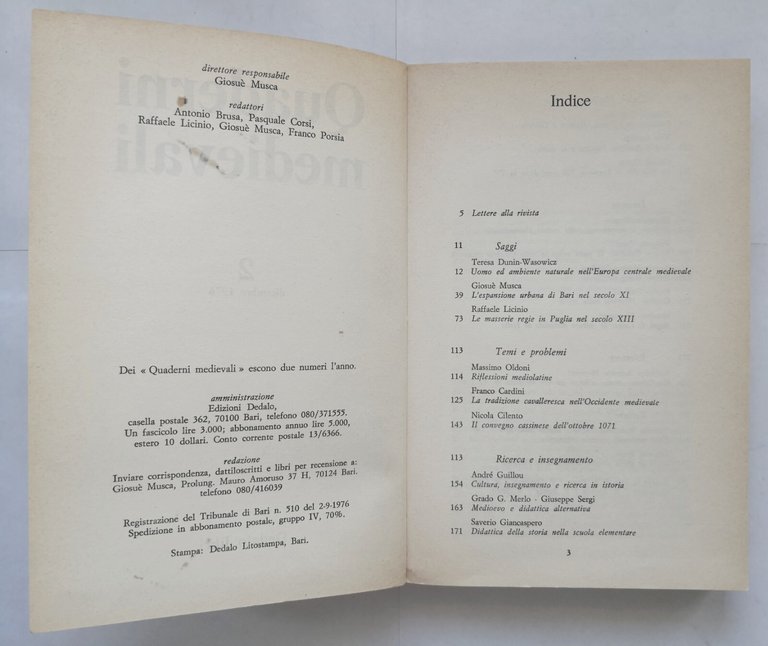 direttore responsabile
Giosuè Musca
redattori
Antonio Brusa, Pasquale Corsi,
Raffaele Licinio, Giosuè Musca, Franco Porsia
Dei « Quaderni medievali » escono due numeri l'anno.
amministrazione
Edizioni Dedalo,
casella postale 362, 70100 Bari, telefono 080/371555.
Un fascicolo lire 3.000; abbonamento annuo lire 5.000,
estero 10 dollari. Conto corrente postale 13/6366.
redazione
Inviare corrispondenza, dattiloscritti e libri per recensione a:
Giosuè Musca, Prolung. Mauro Amoruso 37 H, 70124 Bari.
telefono 080/416039
Registrazione del Tribunale di Bari n. 510 del 2-9-1976
Spedizione in abbonamento postale, gruppo IV, 70%.
Stampa: Dedalo Litostampa, Bari.
Indice
5 Lettere alla rivista
11 Saggi
Teresa Dunin-Wasowicz
12 Uomo ed ambiente naturale nell'Europa centrale medievale
Giosuè Musca
39 L'espansione urbana di Bari nel secolo XI
Raffaele Licinio
73 Le masserie regie in Puglia nel secolo XIII
113 Temi e problemi
Massimo Oldoni
114 Riflessioni mediolatine
Franco Cardini
125 La tradizione cavalleresca nell'Occidente medievale
Nicola Cilento
143 Il convegno cassinese dell'ottobre 1071
113 Ricerca e insegnamento
André Guillou
154 Cultura, insegnamento e ricerca in istoria
Grado G. Merlo - Giuseppe Sergi
163 Medioevo e didattica alternativa
Saverio Giancaspero
171 Didattica della storia nella scuola elementare
3